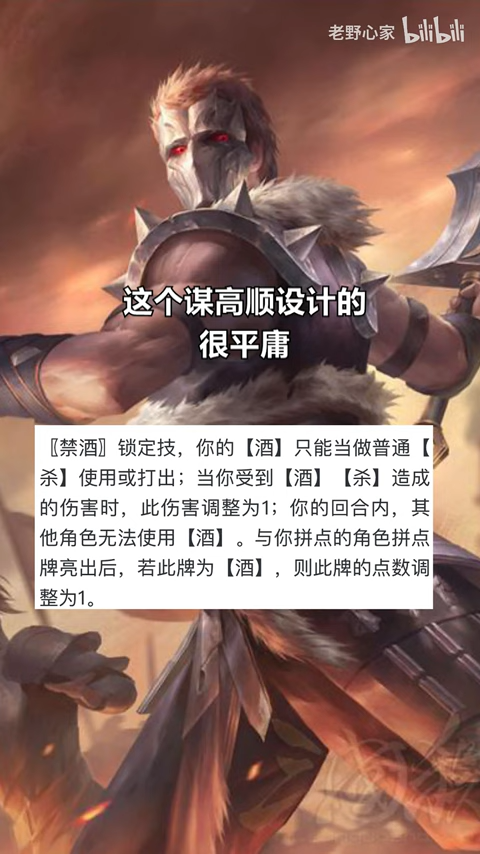 老野心家 bilibili
这个谋高顺设计的
很平庸
〖禁酒〗锁定技，你的【酒】只能当做普通【
杀】使用或打出；当你受到【酒】【杀】造成
的伤害时，此伤害调整为1；你的回合内，其
他角色无法使用【酒】。与你拼点的角色拼点
牌亮出后，若此牌为【酒】，则此牌的点数调
整为1。